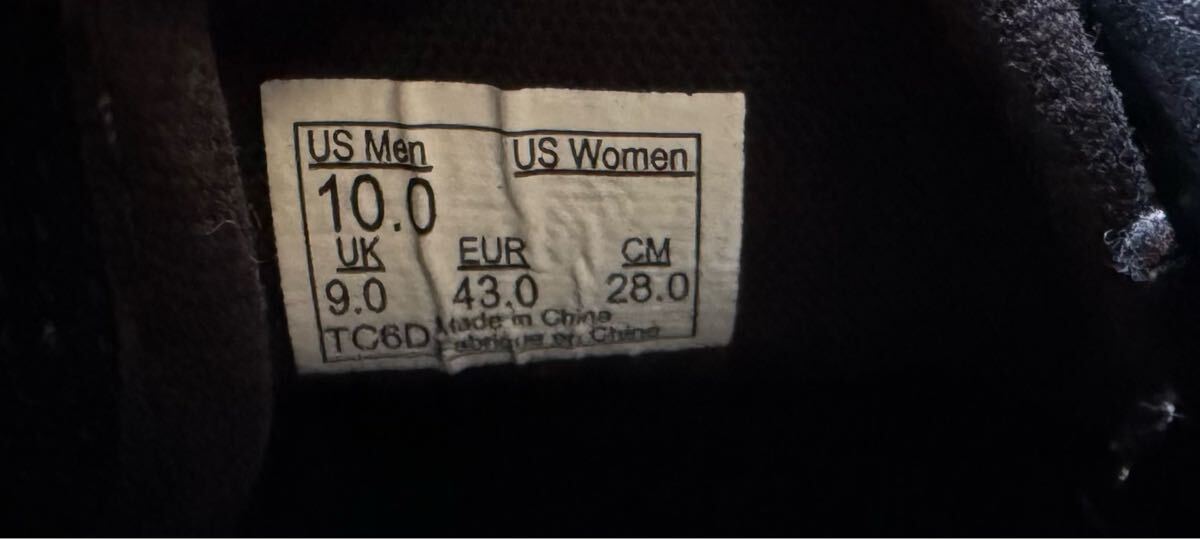 US Men US Women
10.0
UK EUR CM
9.0 43.0 28.0
TC6D Made in China
Fabrique en Chine